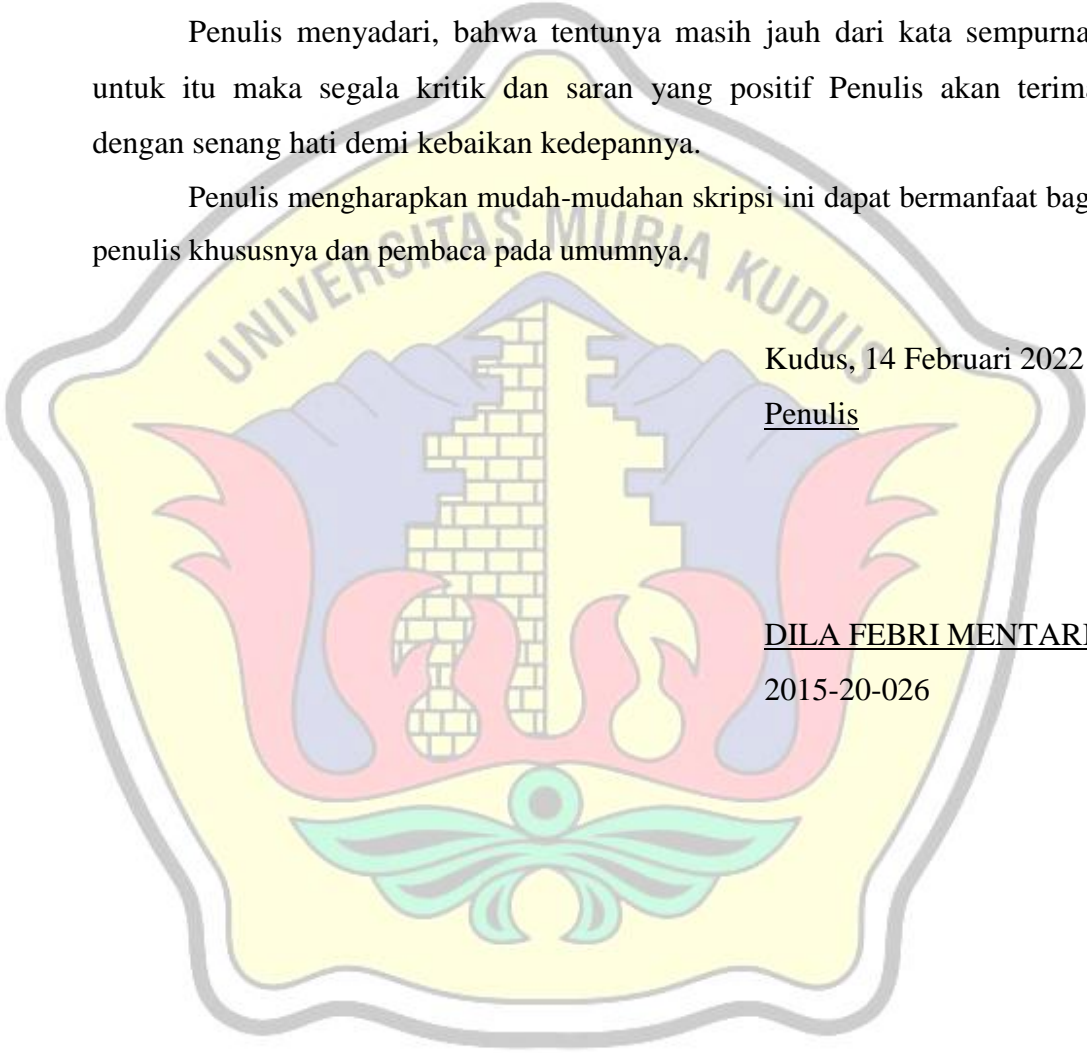 Penulis menyadari, bahwa tentunya masih jauh dari kata sempurna
untuk itu maka segala kritik dan saran yang positif Penulis akan terima
dengan senang hati demi kebaikan kedepannya.
Penulis mengharapkan mudah-mudahan skripsi ini dapat bermanfaat bag
penulis khususnya dan pembaca pada umumnya.
UNIVERSITAS MURIA KUDUS
Kudus, 14 Februari 2022
Penulis
DILA FEBRI MENTARI
2015-20-026